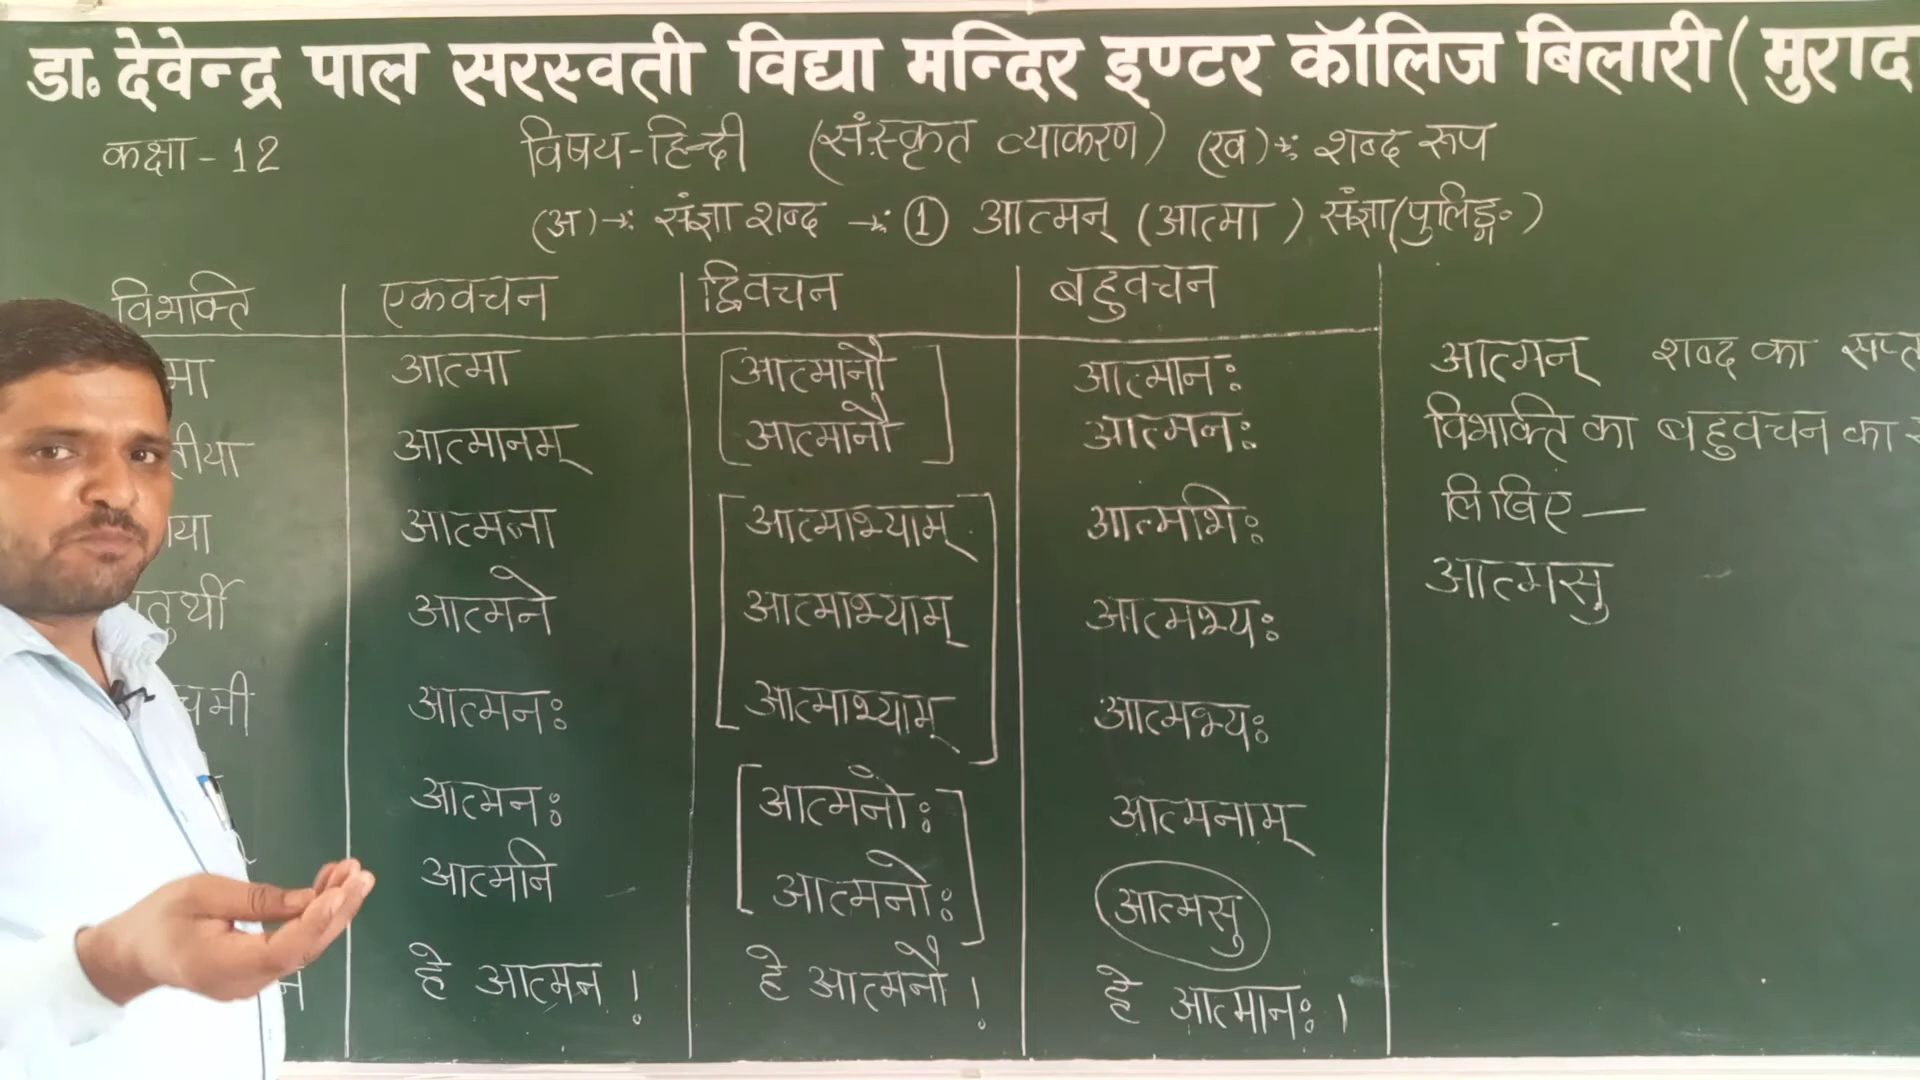 डा. देवेन्द्र पाल सरस्वती विद्या मन्दिर इण्टर कॉलिज बिलारी ( मुराद
कक्षा - 12 विषय-हिन्दी (संस्कृत व्याकरण) (ख)→: शब्द रूप
(अ)→: संज्ञा शब्द →: ① आत्मन् (आत्मा) संज्ञा (पुलिङ्ग॰)
विभक्ति एकवचन द्विवचन बहुवचन
मा आत्मा आत्मानौ आत्मानः
तीया आत्मानम् आत्मानौ आत्मनः
या आत्मना आत्माभ्याम् आत्मभिः
तुर्थी आत्मने आत्माभ्याम् आत्मभ्यः
चमी आत्मनः आत्माभ्याम् आत्मभ्यः
आत्मनः आत्मनोः आत्मनाम्
आत्मनि आत्मनोः आत्मसु
न हे आत्मन ! हे आत्मनौ ! हे आत्मानः !
आत्मन् शब्द का सप्त
विभक्ति का बहुवचन का
लिखिए —
आत्मसु